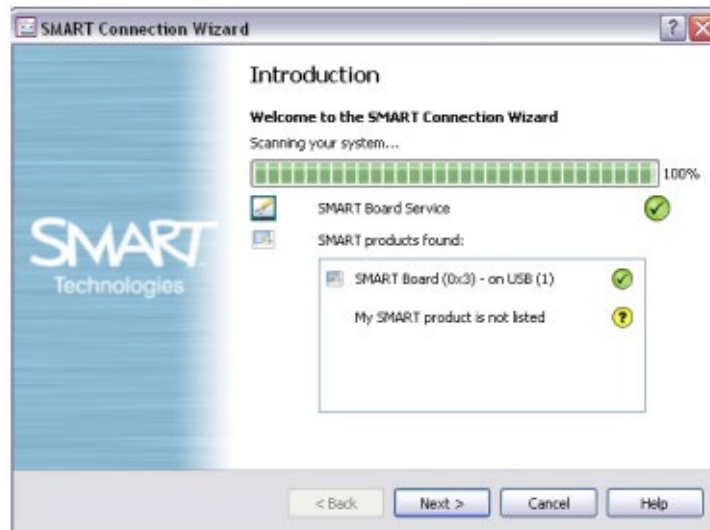 SMART Connection Wizard
Introduction
Welcome to the SMART Connection Wizard
Scanning your system...
100%
SMART Board Service
SMART products found:
SMART Board (0x3) - on USB (1)
My SMART product is not listed
SMART
Technologies
< Back Next > Cancel Help